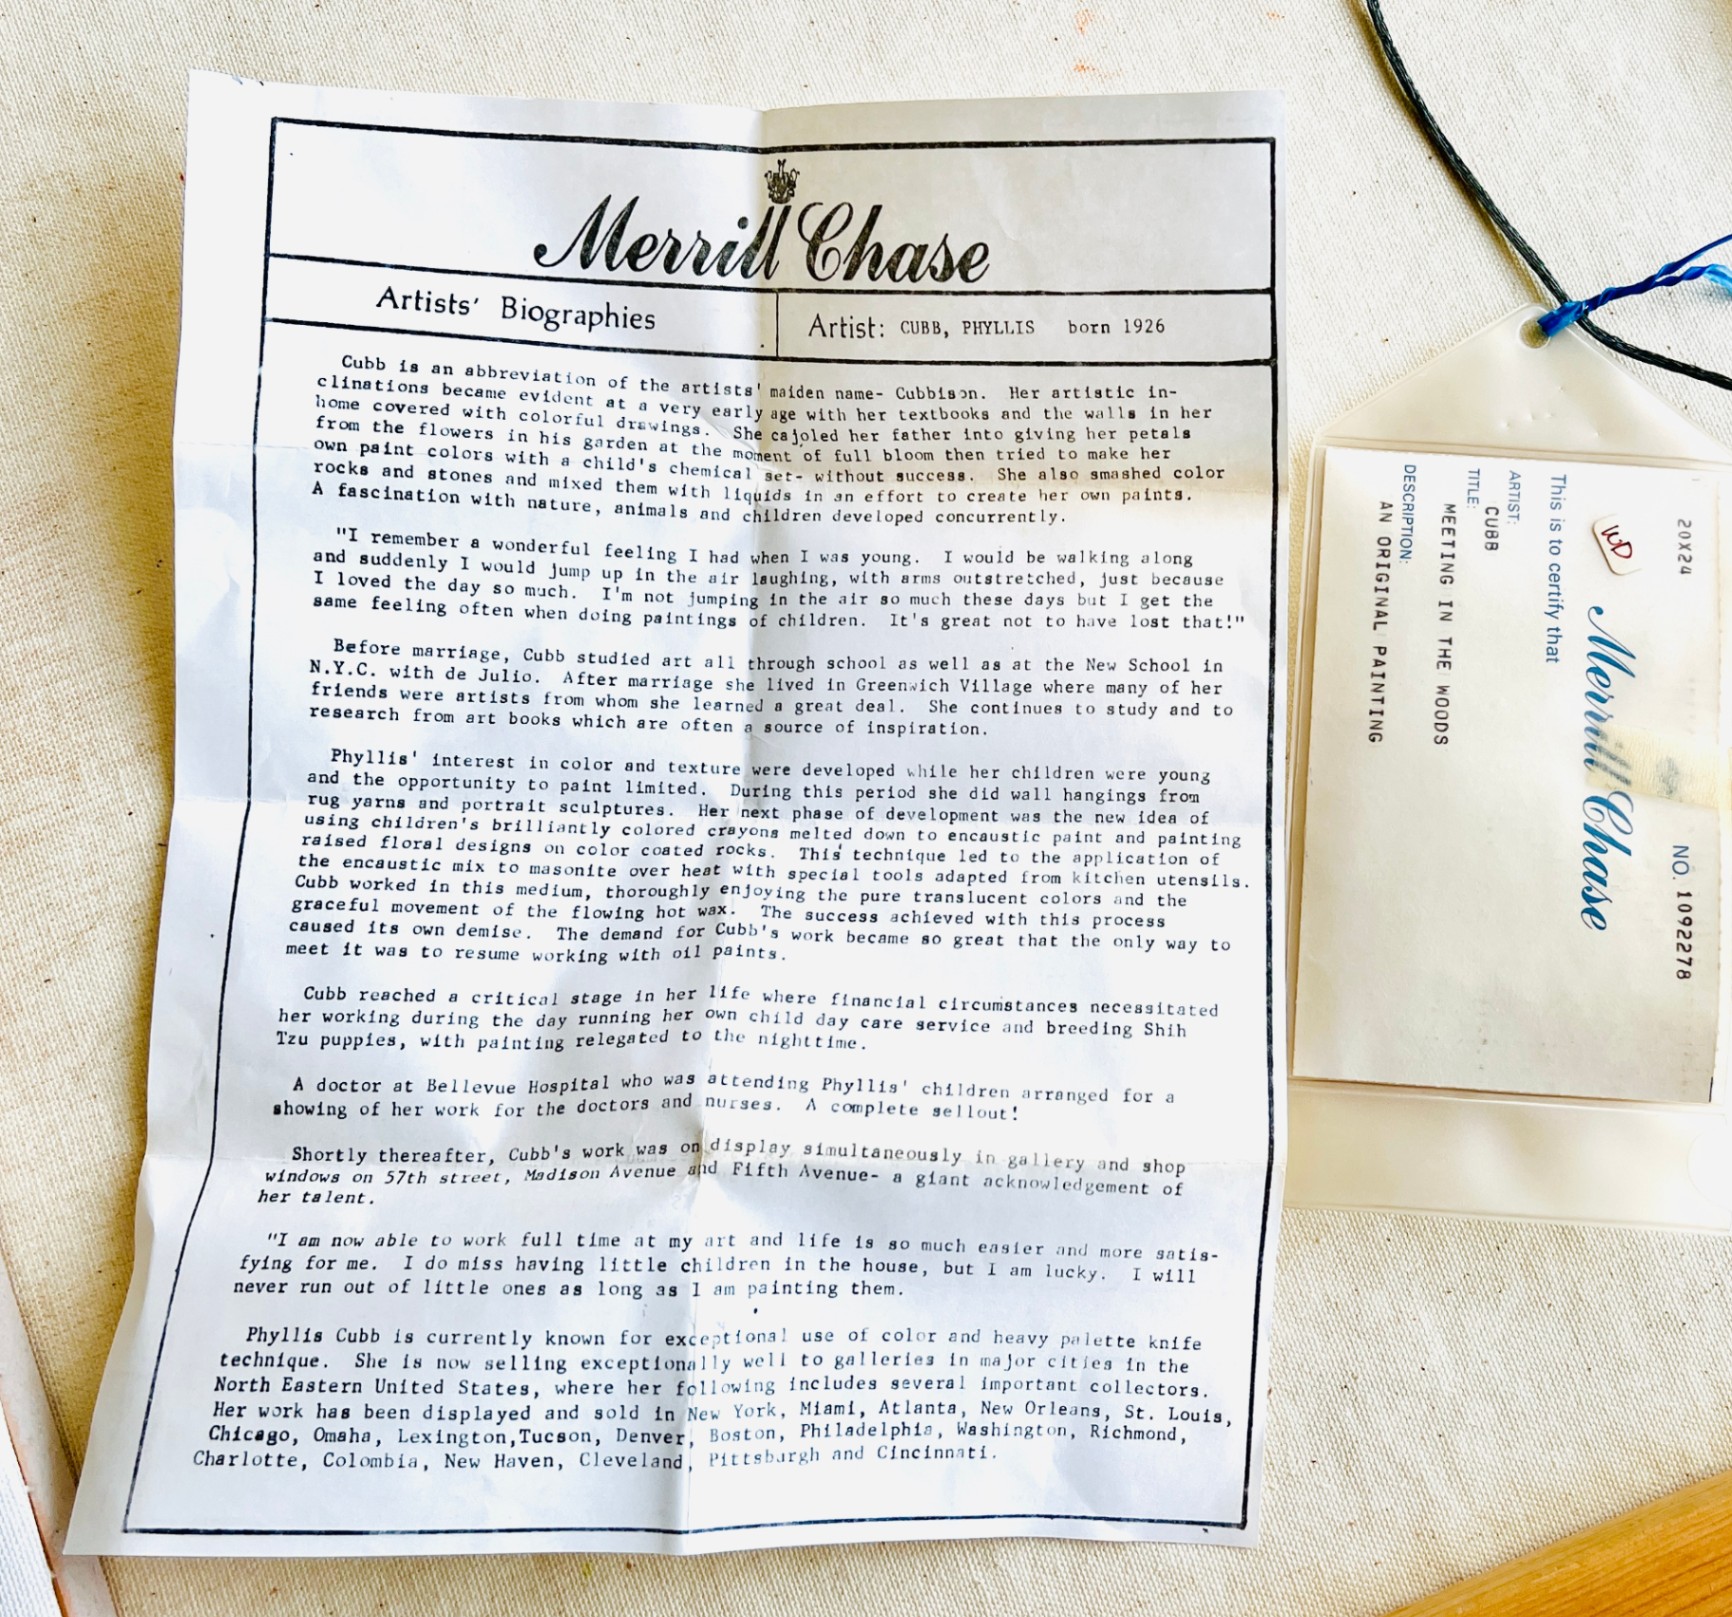 Merrill Chase
Artists' Biographies
Artist: CUBB, PHYLLIS born 1926
Cubb is an abbreviation of the artists' maiden name- Cubbison. Her artistic in-
clinations became evident at a very early age with her textbooks and the walls in her
home covered with colorful drawings. She cajoled her father into giving her petals
from the flowers in his garden at the moment of full bloom then tried to make her
own paint colors with a child's chemical set- without success. She also smashed color
rocks and stones and mixed them with liquids in an effort to create her own paints.
A fascination with nature, animals and children developed concurrently.
"I remember a wonderful feeling I had when I was young. I would be walking along
and suddenly I would jump up in the air laughing, with arms outstretched, just because
I loved the day so much. I'm not jumping in the air so much these days but I get the
same feeling often when doing paintings of children. It's great not to have lost that!"
Before marriage, Cubb studied art all through school as well as at the New School in
N.Y.C. with de Julio. After marriage she lived in Greenwich Village where many of her
friends were artists from whom she learned a great deal. She continues to study and to
research from art books which are often a source of inspiration.
Phyllis' interest in color and texture were developed while her children were young
and the opportunity to paint limited. During this period she did wall hangings from
rug yarns and portrait sculptures. Her next phase of development was the new idea of
using children's brilliantly colored crayons melted down to encaustic paint and painting
raised floral designs on color coated rocks. This technique led to the application of
the encaustic mix to masonite over heat with special tools adapted from kitchen utensils.
Cubb worked in this medium, thoroughly enjoying the pure translucent colors and the
graceful movement of the flowing hot wax. The success achieved with this process
caused its own demise. The demand for Cubb's work became so great that the only way to
meet it was to resume working with oil paints.
Cubb reached a critical stage in her life where financial circumstances necessitated
her working during the day running her own child day care service and breeding Shih
Tzu puppies, with painting relegated to the nighttime.
A doctor at Bellevue Hospital who was attending Phyllis' children arranged for a
showing of her work for the doctors and nurses. A complete sellout!
Shortly thereafter, Cubb's work was on display simultaneously in gallery and shop
windows on 57th street, Madison Avenue and Fifth Avenue- a giant acknowledgement of
her talent.
"I am now able to work full time at my art and life is so much easier and more satis-
fying for me. I do miss having little children in the house, but I am lucky. I will
never run out of little ones as long as I am painting them.
Phyllis Cubb is currently known for exceptional use of color and heavy palette knife
technique. She is now selling exceptionally well to galleries in major cities in the
North Eastern United States, where her following includes several important collectors.
Her work has been displayed and sold in New York, Miami, Atlanta, New Orleans, St. Louis,
Chicago, Omaha, Lexington,Tucson, Denver, Boston, Philadelphia, Washington, Richmond,
Charlotte, Colombia, New Haven, Cleveland, Pittsburgh and Cincinnati.
20X24 NO. 1092278
WD
Merrill Chase
This is to certify that
ARTIST:
CUBB
TITLE:
MEETING IN THE WOODS
DESCRIPTION:
AN ORIGINAL PAINTING